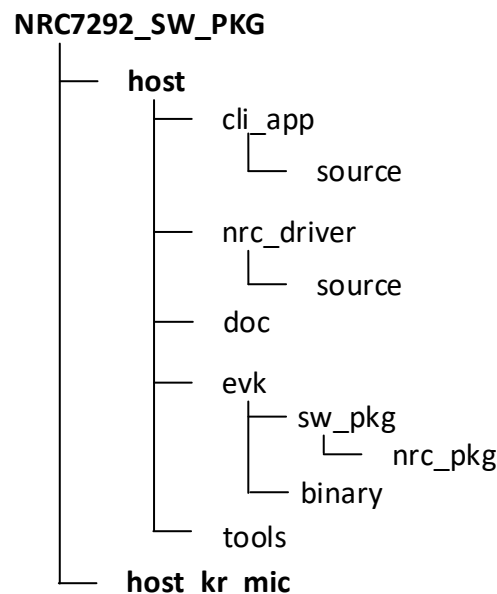 NRC7292_SW_PKG
host
cli_app
source
nrc_driver
source
doc
evk
sw_pkg
nrc_pkg
binary
tools
host_kr_mic